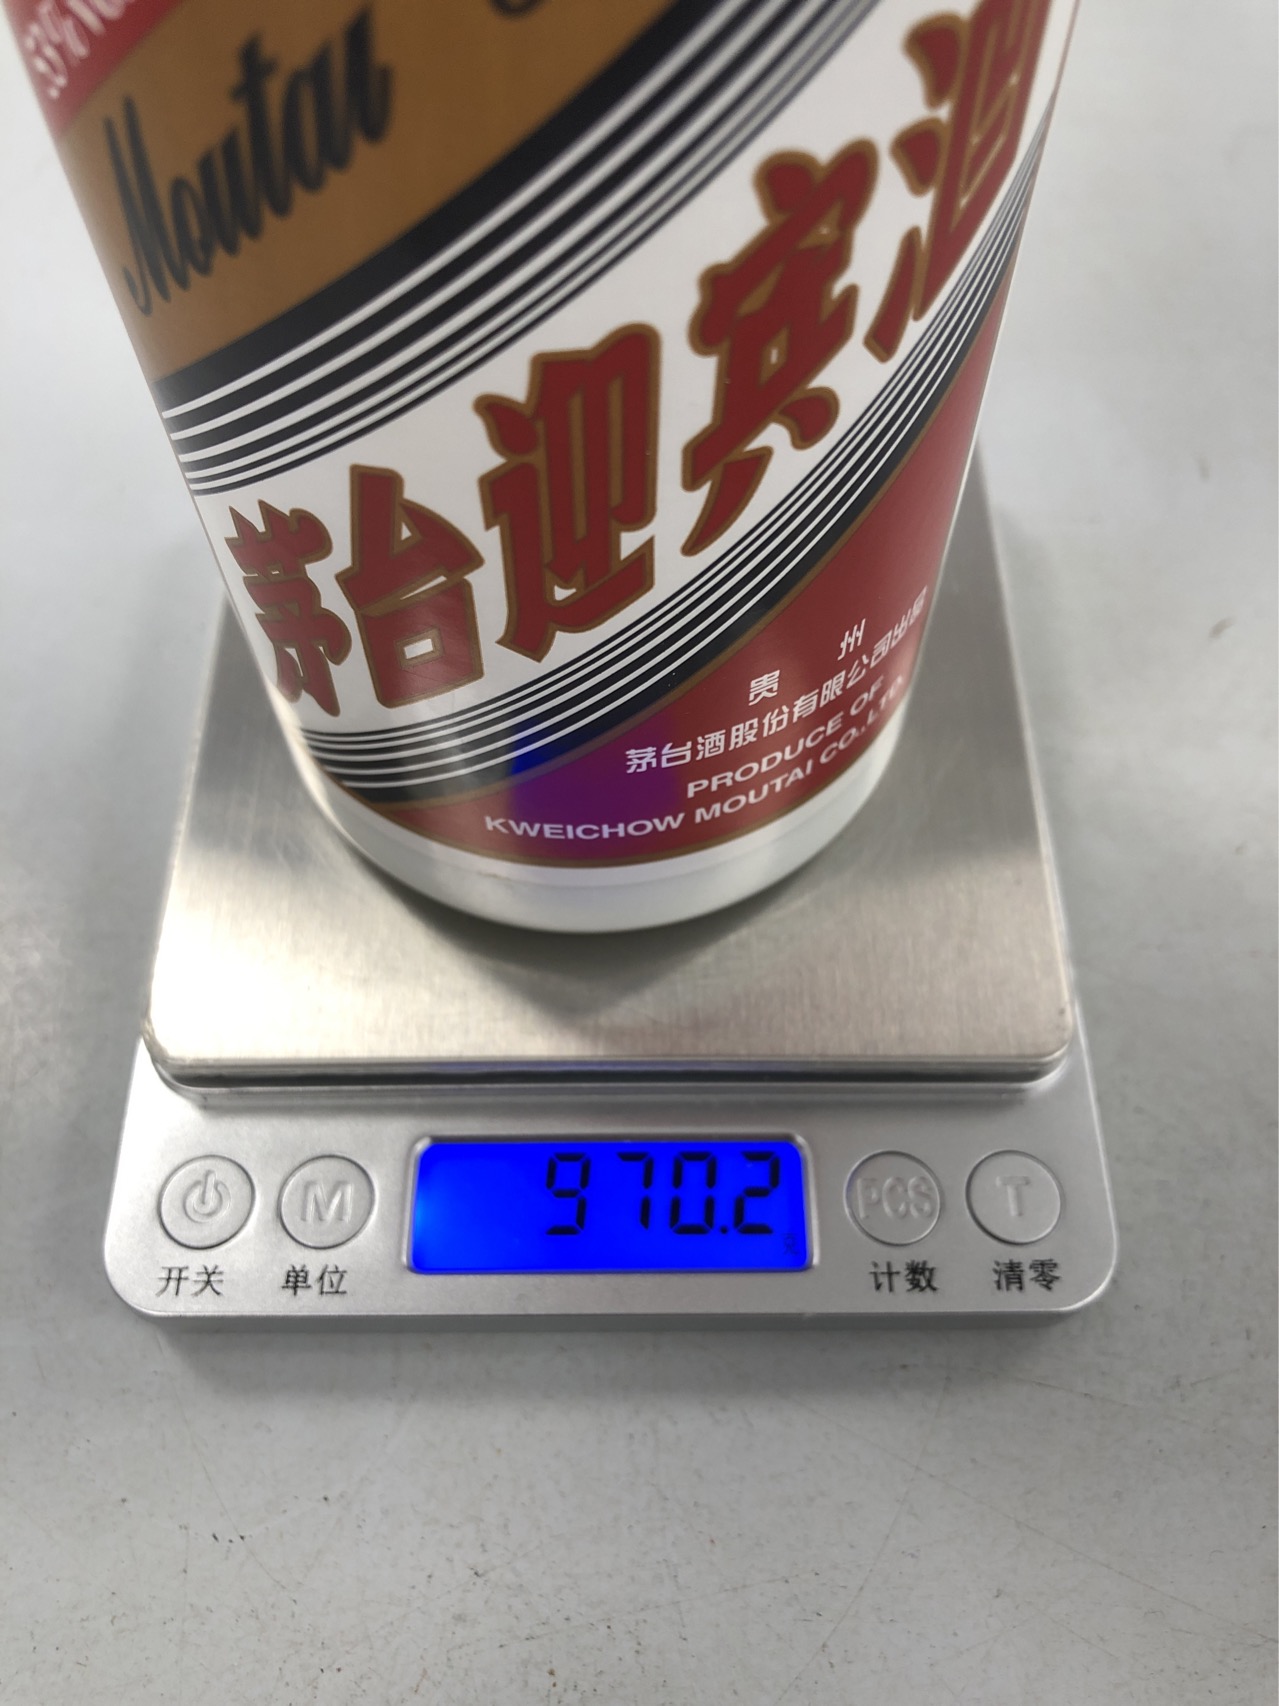 53%
Moutai
茅台迎宾酒
贵州
茅台酒股份有限公司出品
PRODUCE OF
KWEICHOW MOUTAI CO.,LTD.
970.2
M
PCS
T
开关
单位
计数
清零